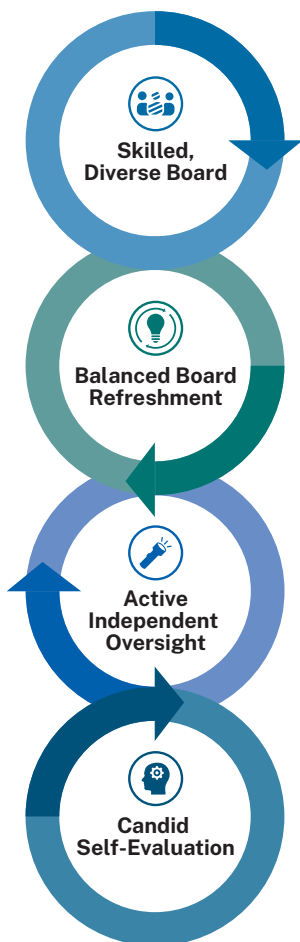 Skilled,
Diverse Board
Balanced Board
Refreshment
Active
Independent
Oversight
Candid
Self-Evaluation